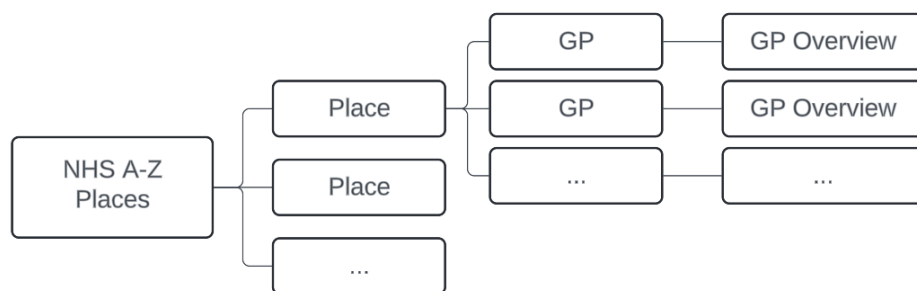 GP
GP Overview
Place
GP
GP Overview
NHS A-Z
Places
Place
...
...
...